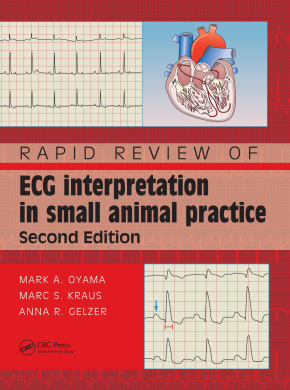 RAPID REVIEW OF
ECG interpretation
in small animal practice
Second Edition
MARK A. OYAMA
MARC S. KRAUS
ANNA R. GELZER
CRC Press
Taylor & Francis Group